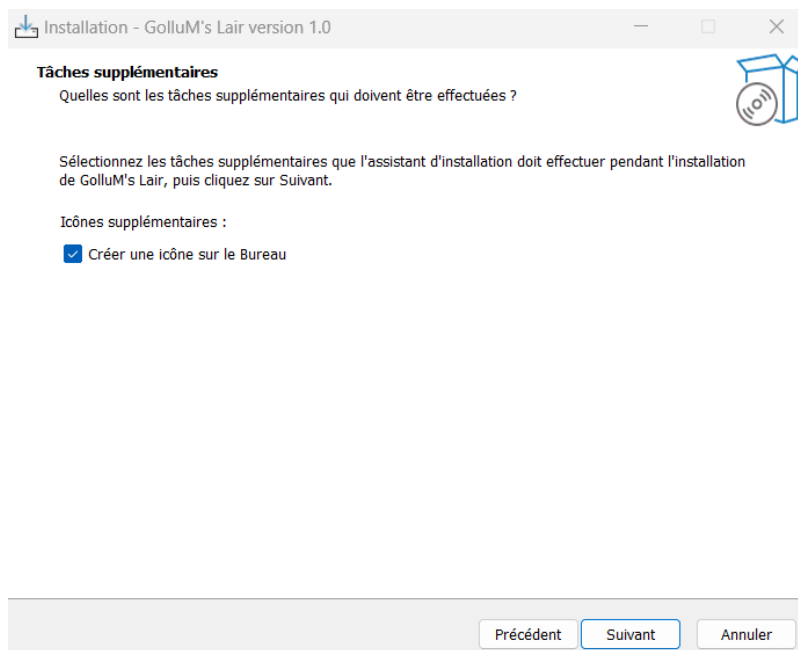 Installation - GolluM's Lair version 1.0
Tâches supplémentaires
Quelles sont les tâches supplémentaires qui doivent être effectuées ?
Sélectionnez les tâches supplémentaires que l'assistant d'installation doit effectuer pendant l'installation
de GolluM's Lair, puis cliquez sur Suivant.
Icônes supplémentaires :
Créer une icône sur le Bureau
Précédent Suivant Annuler